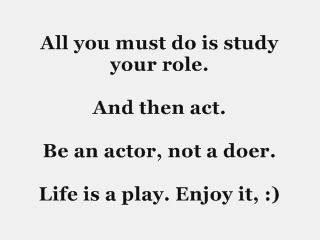 All you must do is study
your role.
And then act.
Be an actor, not a doer.
Life is a play. Enjoy it, :)